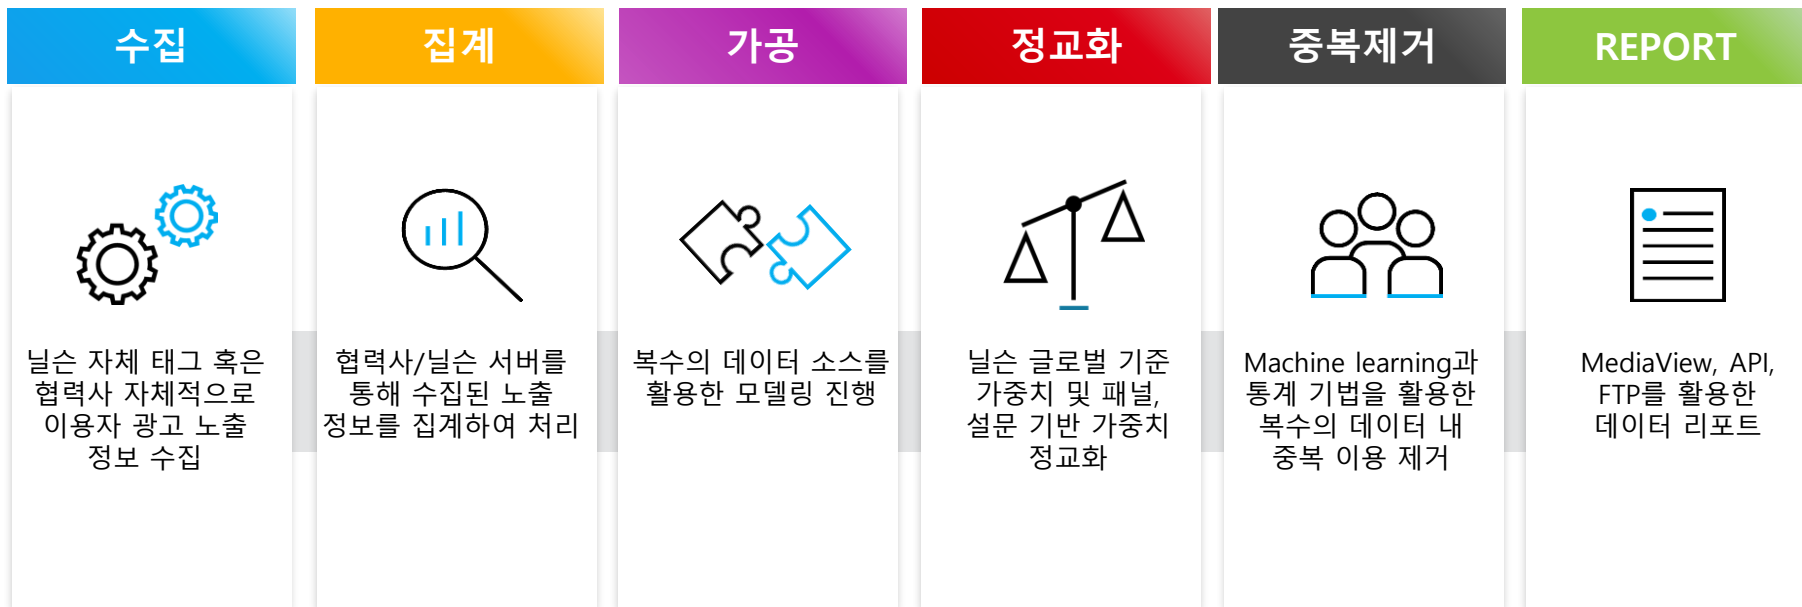 수집
닐슨 자체 태그 혹은
협력사 자체적으로
이용자 광고 노출
정보 수집
집계
협력사/닐슨 서버를
통해 수집된 노출
정보를 집계하여 처리
가공
복수의 데이터 소스를
활용한 모델링 진행
정교화
닐슨 글로벌 기준
가중치 및 패널,
설문 기반 가중치
정교화
중복제거
Machine learning과
통계 기법을 활용한
복수의 데이터 내
중복 이용 제거
REPORT
MediaView, API,
FTP를 활용한
데이터 리포트